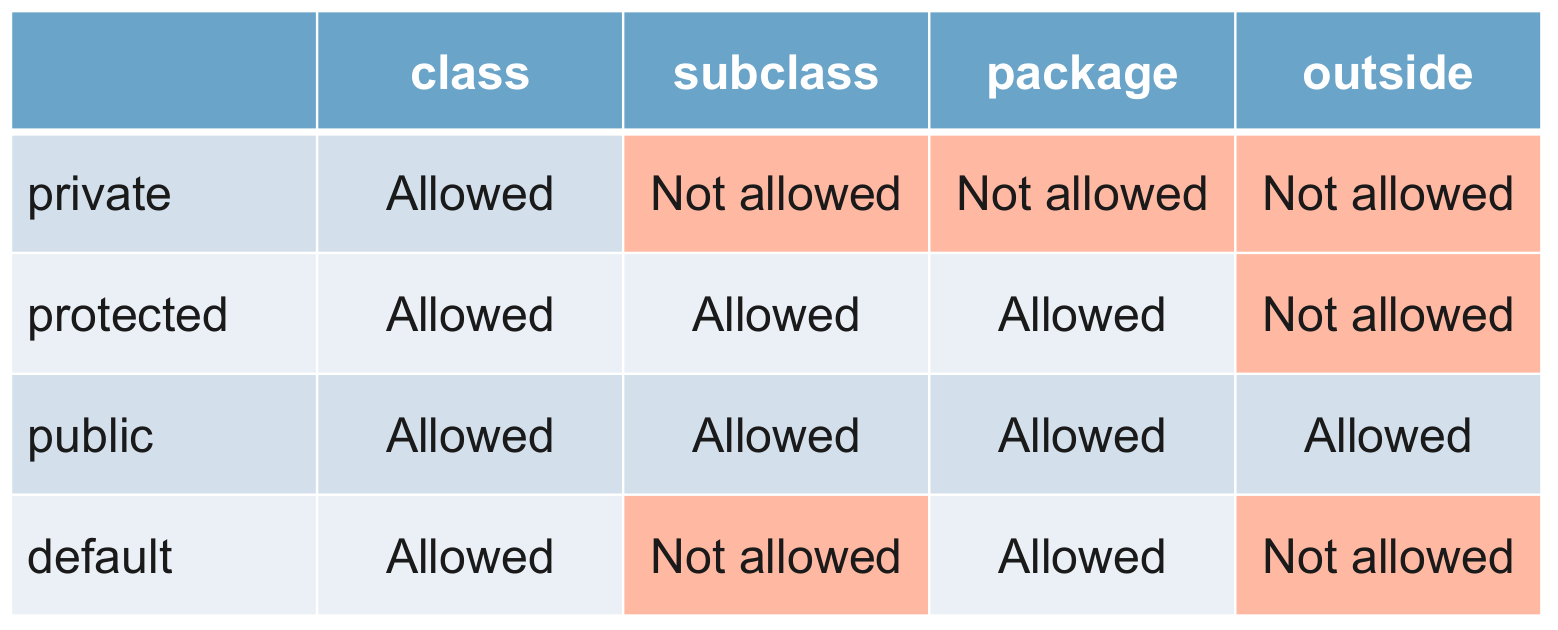 class subclass package outside
private Allowed Not allowed Not allowed Not allowed
protected Allowed Allowed Allowed Not allowed
public Allowed Allowed Allowed Allowed
default Allowed Not allowed Allowed Not allowed